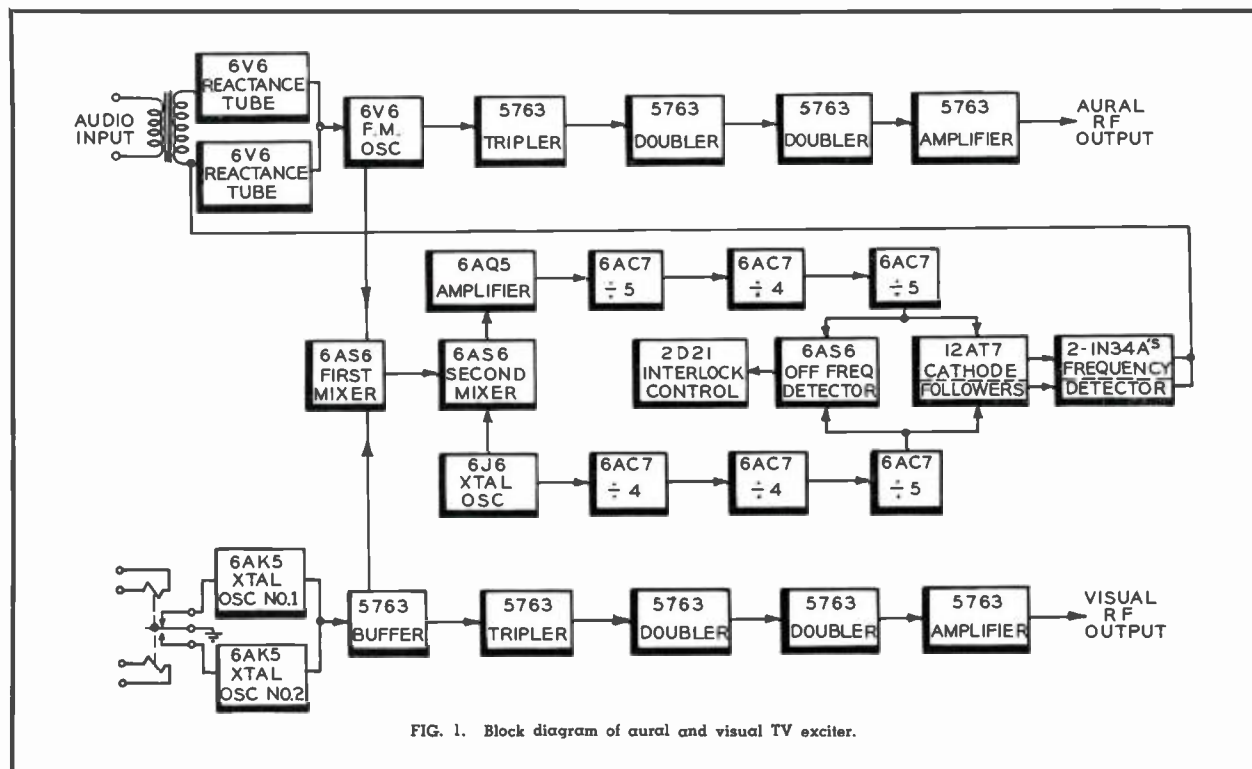 AUDIO
INPUT
6V6
REACTANCE
TUBE
6V6
REACTANCE
TUBE
6V6
F.M.
OSC
5763
TRIPLER
5763
DOUBLER
5763
DOUBLER
5763
AMPLIFIER
AURAL
RF
OUTPUT
6AQ5
AMPLIFIER
6AC7
÷ 5
6AC7
÷ 4
6AC7
÷ 5
6AS6
FIRST
MIXER
6AS6
SECOND
MIXER
2D21
INTERLOCK
CONTROL
6AS6
OFF FREQ
DETECTOR
12AT7
CATHODE
FOLLOWERS
2-IN34A'S
FREQUENCY
DETECTOR
6J6
XTAL
OSC
6AC7
÷ 4
6AC7
÷ 4
6AC7
÷ 5
6AK5
XTAL
OSC NO.1
6AK5
XTAL
OSC NO.2
5763
BUFFER
5763
TRIPLER
5763
DOUBLER
5763
DOUBLER
5763
AMPLIFIER
VISUAL
RF
OUTPUT
FIG. 1. Block diagram of aural and visual TV exciter.